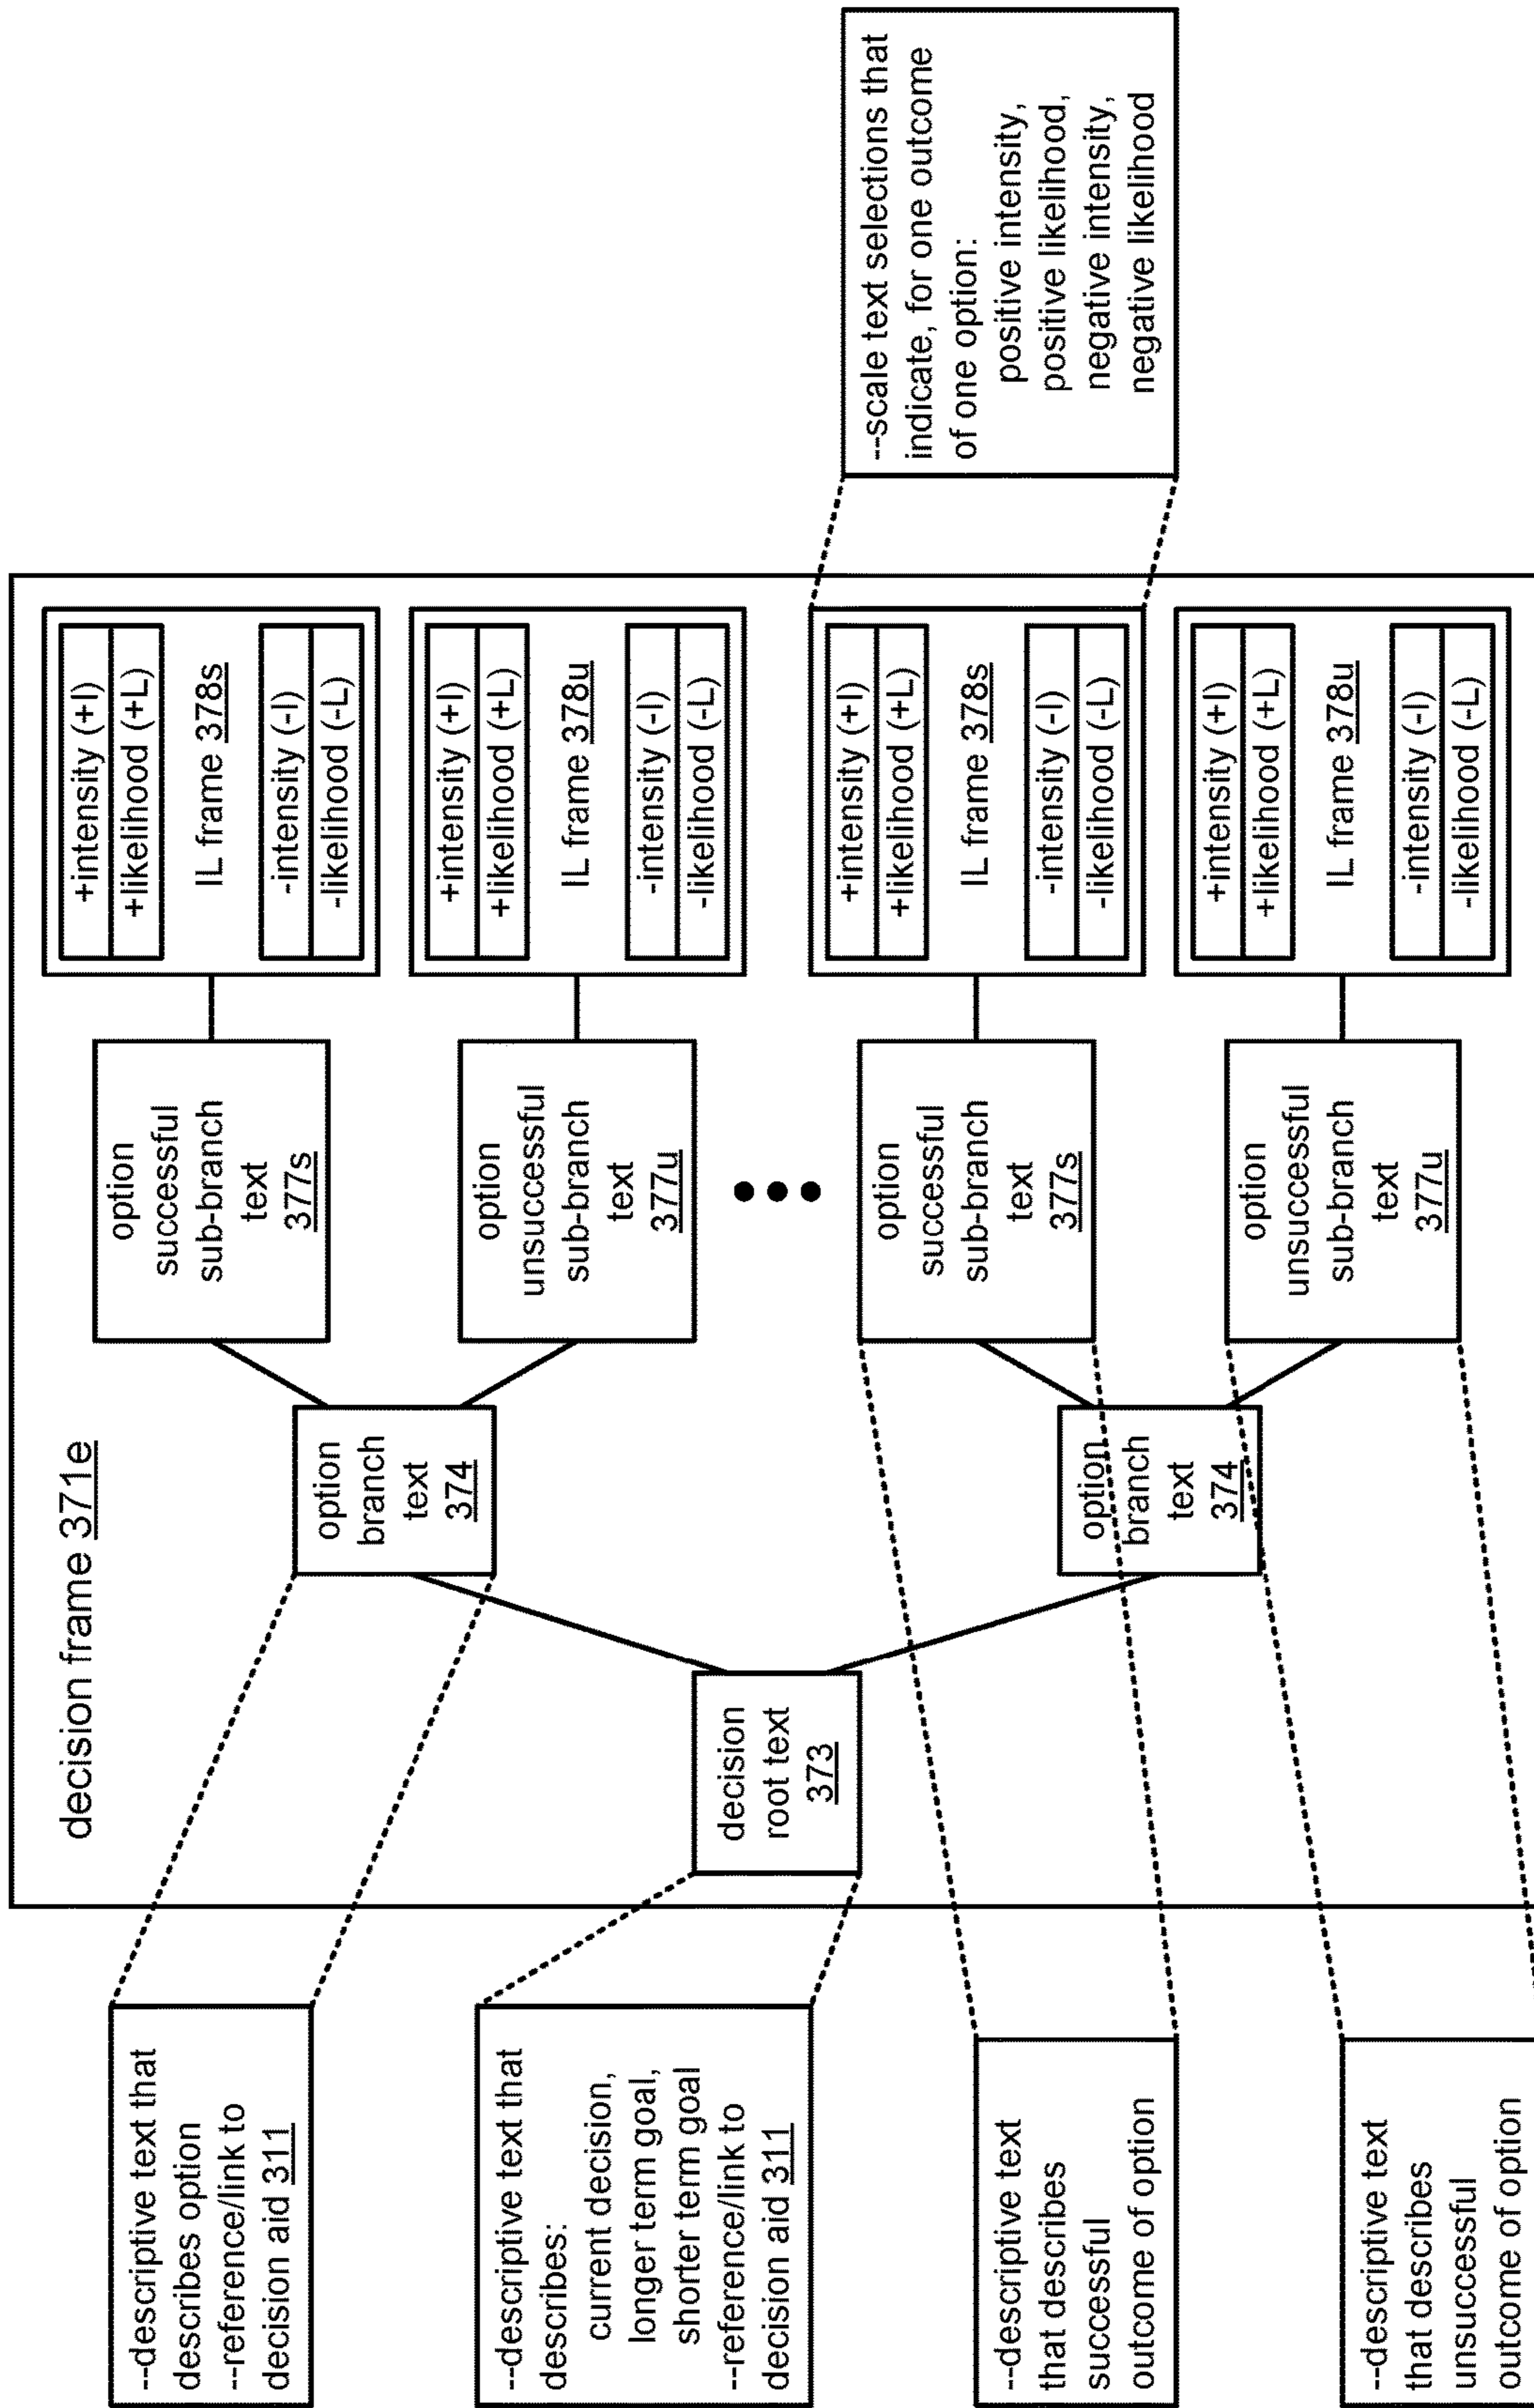 decision frame 371e
--descriptive text that
describes option
--reference/link to
decision aid 311
--descriptive text that
describes:
current decision,
longer term goal,
shorter term goal
--reference/link to
decision aid 311
--descriptive text
that describes
successful
outcome of option
--descriptive text
that describes
unsuccessful
outcome of option
decision
root text
373
option
branch
text
374
option
branch
text
374
option
successful
sub-branch
text
377s
option
unsuccessful
sub-branch
text
377u
option
successful
sub-branch
text
377s
option
unsuccessful
sub-branch
text
377u
+intensity (+I)
+likelihood (+L)
IL frame 378s
-intensity (-I)
-likelihood (-L)
+intensity (+I)
+likelihood (+L)
IL frame 378u
-intensity (-I)
-likelihood (-L)
+intensity (+I)
+likelihood (+L)
IL frame 378s
-intensity (-I)
-likelihood (-L)
+intensity (+I)
+likelihood (+L)
IL frame 378u
-intensity (-I)
-likelihood (-L)
--scale text selections that
indicate, for one outcome
of one option:
positive intensity,
positive likelihood,
negative intensity,
negative likelihood